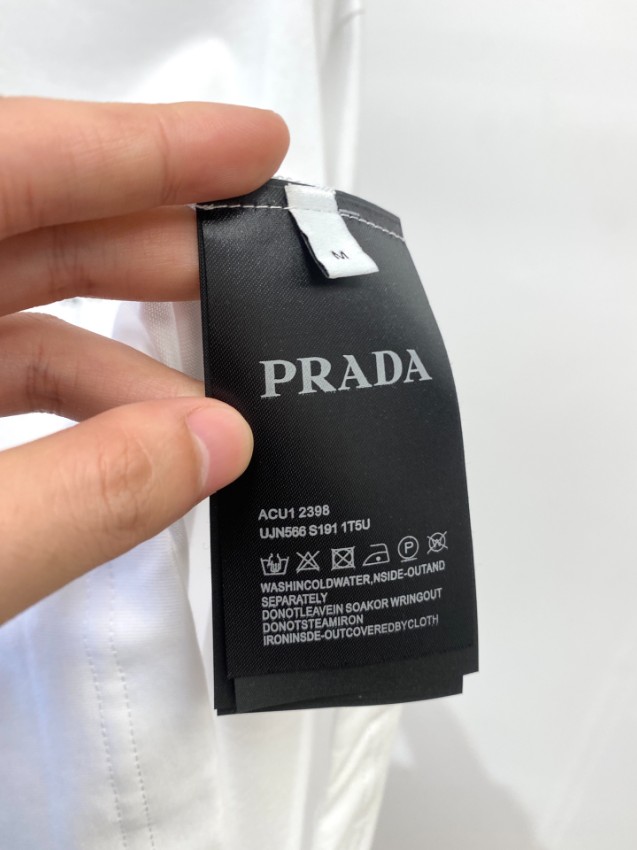 M
PRADA
ACU1 2398
UJN566 S191 1T5U
WASHINCOLDWATER,NSIDE-OUTAND
SEPARATELY
DONOTLEAVEIN SOAKOR WRINGOUT
DONOTSTEAMIRON
IRONINSDE-OUTCOVEREDBYCLOTH